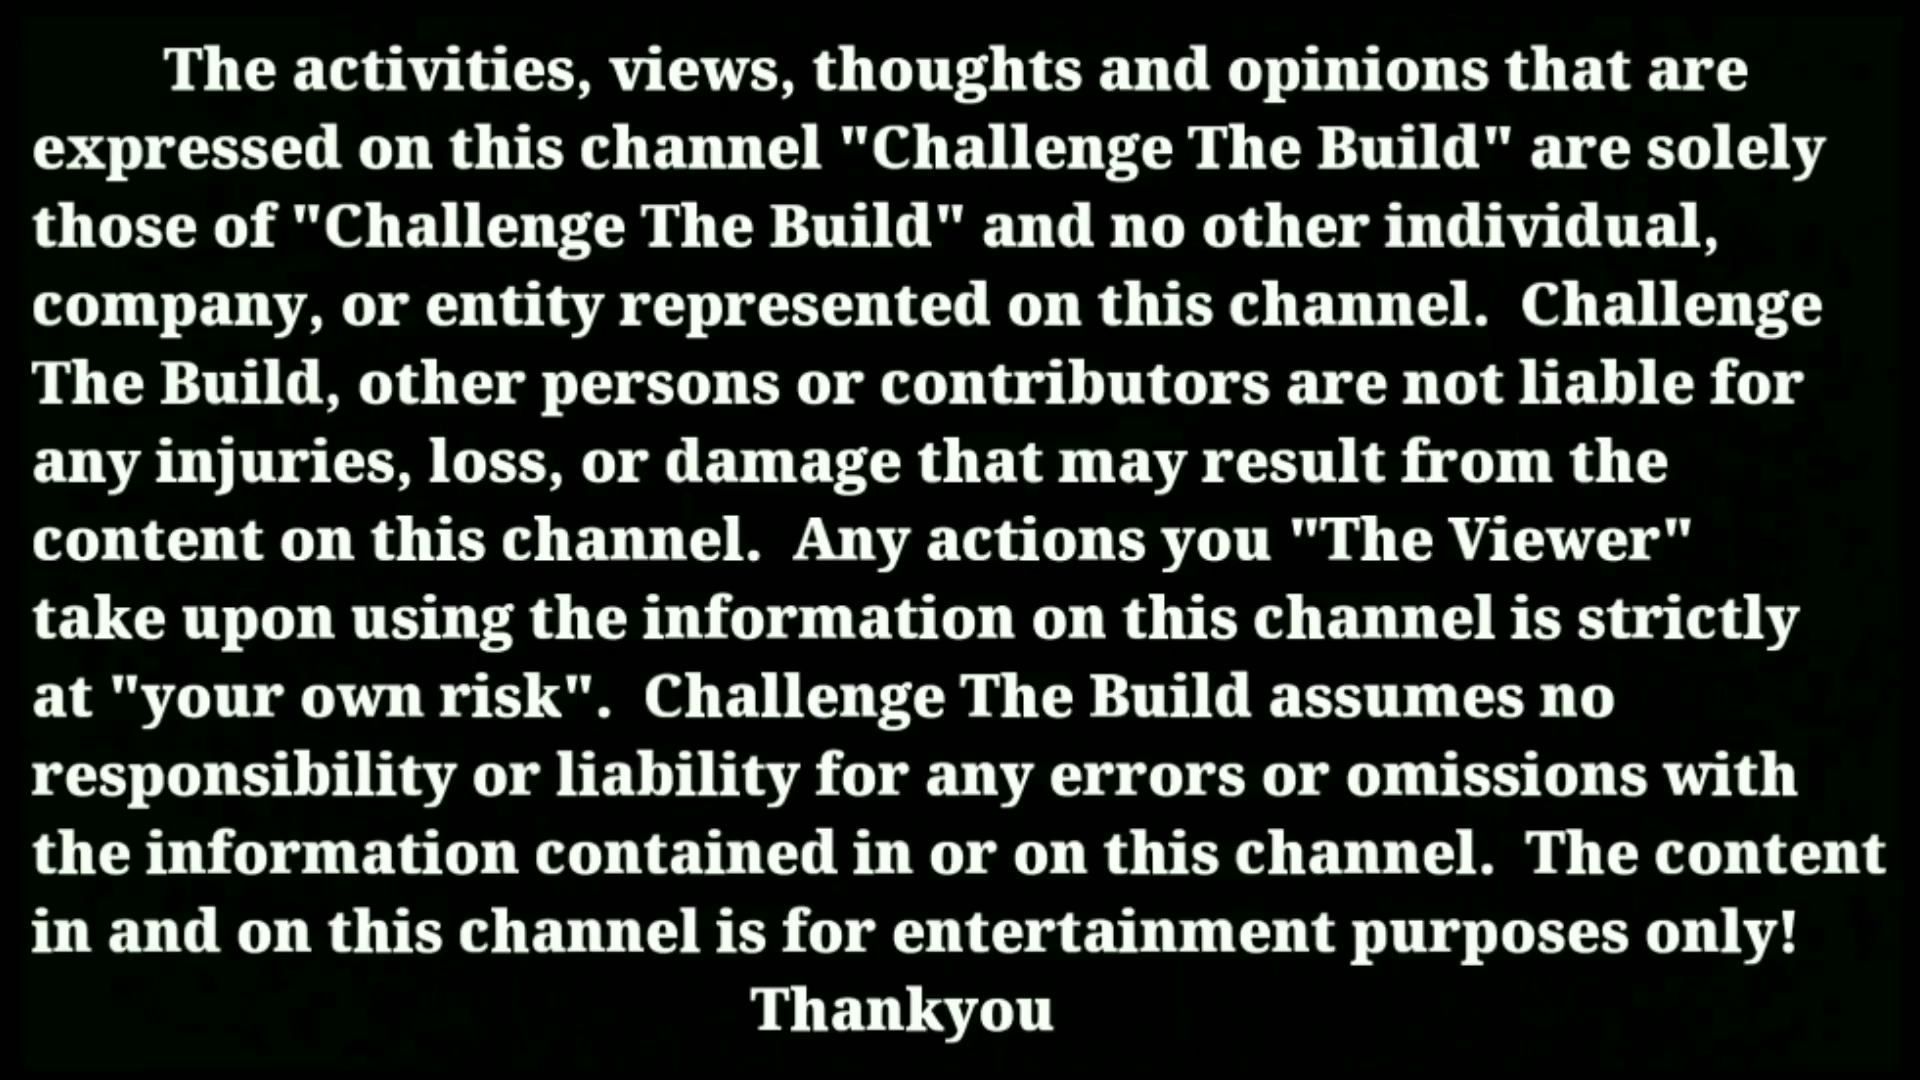 The activities, views, thoughts and opinions that are
expressed on this channel "Challenge The Build" are solely
those of "Challenge The Build" and no other individual,
company, or entity represented on this channel.  Challenge
The Build, other persons or contributors are not liable for
any injuries, loss, or damage that may result from the
content on this channel.  Any actions you "The Viewer"
take upon using the information on this channel is strictly
at "your own risk".  Challenge The Build assumes no
responsibility or liability for any errors or omissions with
the information contained in or on this channel.  The content
in and on this channel is for entertainment purposes only!
Thankyou